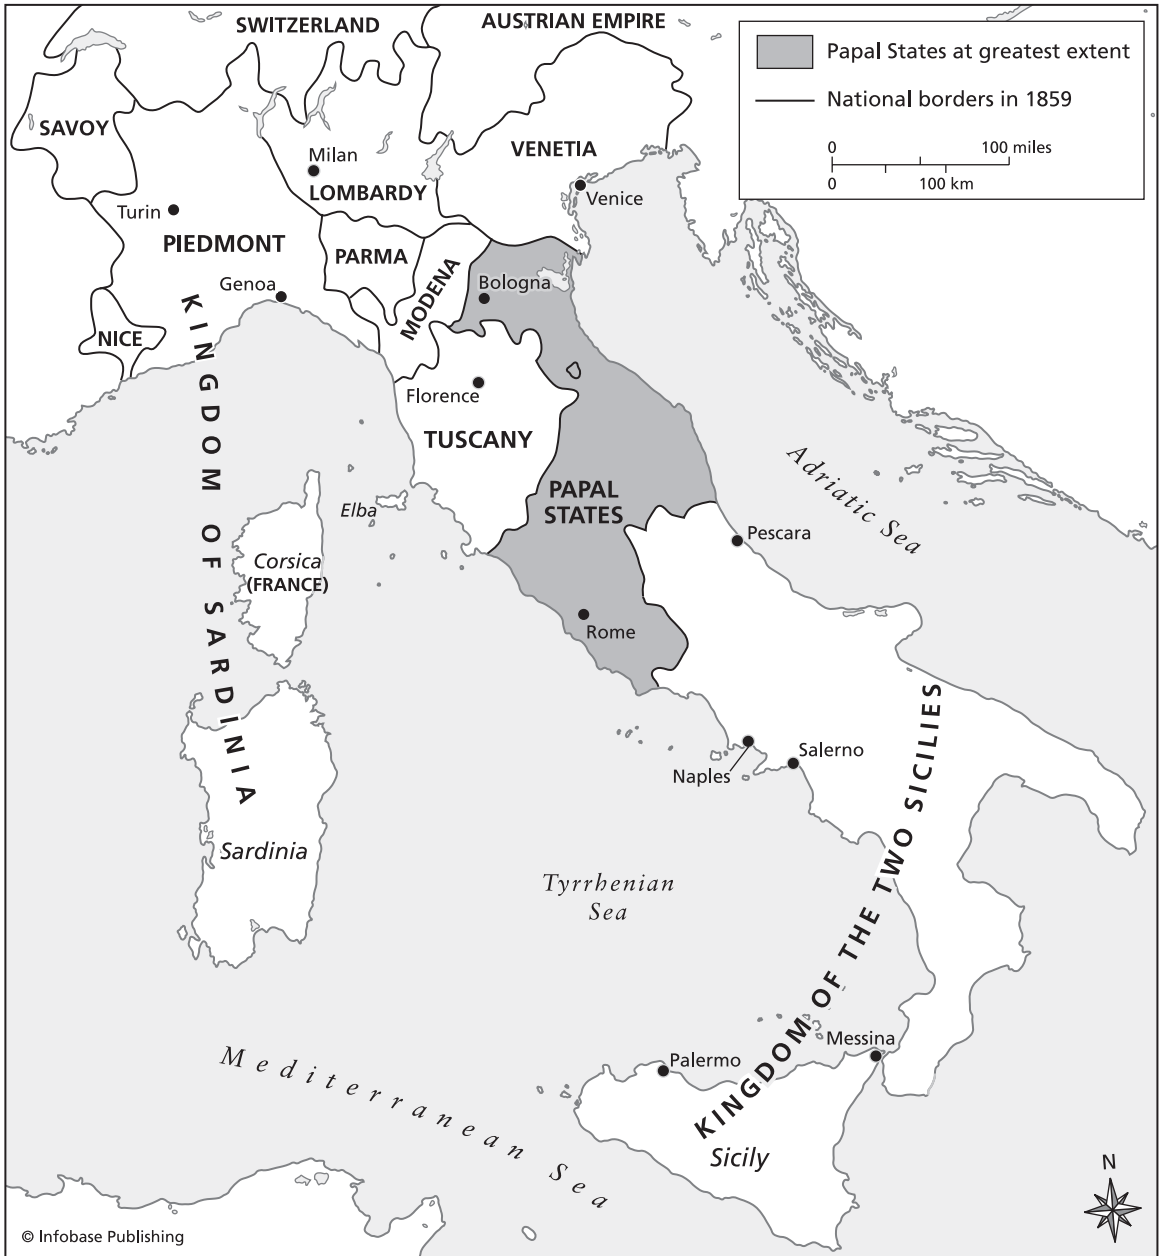 SWITZERLAND
AUSTRIAN EMPIRE
Papal States at greatest extent
National borders in 1859
0 100 miles
0 100 km
SAVOY
VENETIA
Milan
LOMBARDY
Venice
Turin
PIEDMONT
PARMA
MODENA
Genoa
Bologna
NICE
Florence
TUSCANY
KINGDOM OF SARDINIA
Adriatic Sea
PAPAL
STATES
Elba
Pescara
Corsica
(FRANCE)
Rome
KINGDOM OF THE TWO SICILIES
Naples
Salerno
Sardinia
Tyrrhenian
Sea
Messina
Palermo
Mediterranean Sea
Sicily
N
© Infobase Publishing